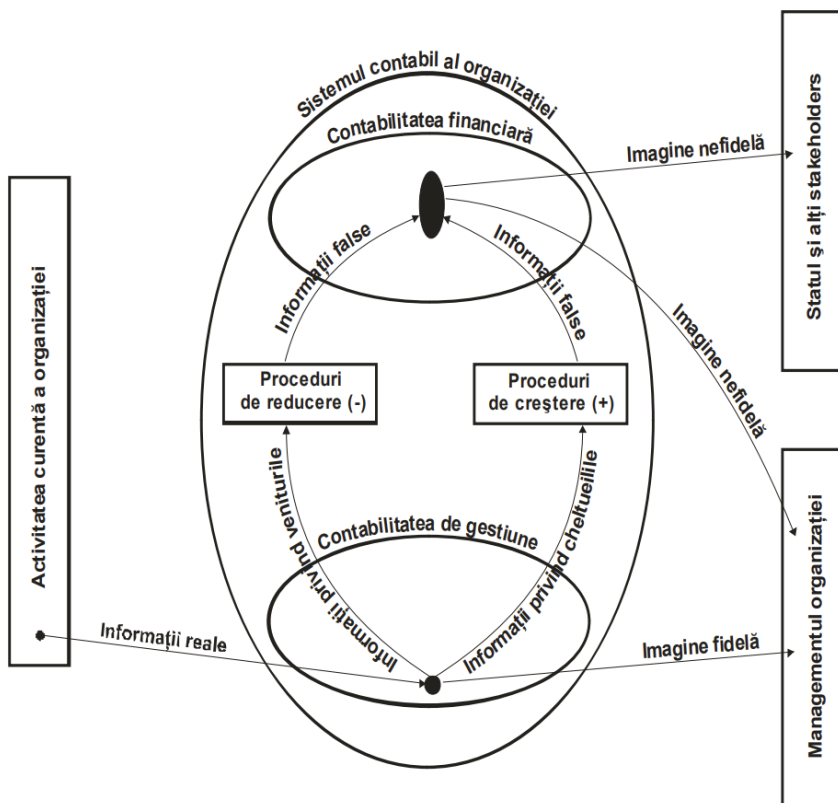 Sistemul contabil al organizației
Contabilitatea financiară
Imagine nefidelă
Statul și alți stakeholders
Activitatea curentă a organizației
Informații false
Informații false
Imagine nefidelă
Proceduri
de reducere (-)
Proceduri
de creștere (+)
Informații privind veniturile
Contabilitatea de gestiune
Informații privind cheltueilile
Informații reale
Imagine fidelă
Managementul organizației